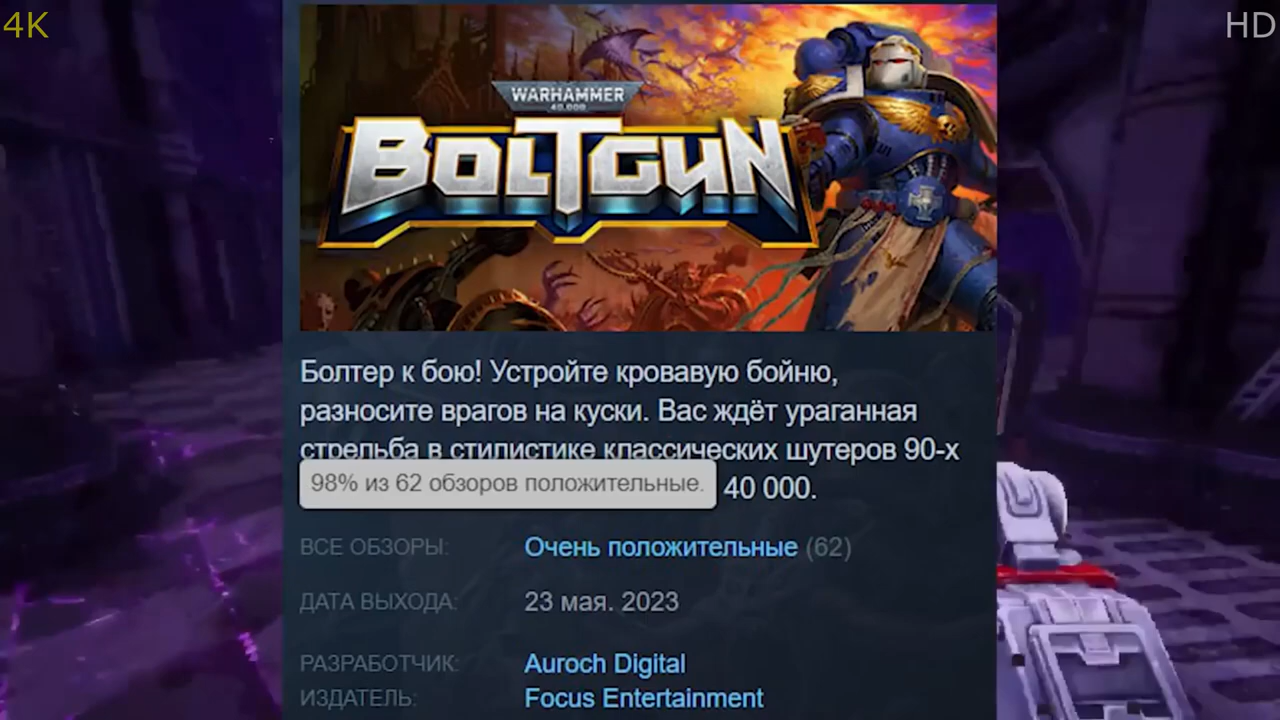 4K
HD
WARHAMMER
40,000
BOLTGUN
Болтер к бою! Устройте кровавую бойню,
разносите врагов на куски. Вас ждёт ураганная
стрельба в стилистике классических шутеров 90-х
98% из 62 обзоров положительные. 40 000.
ВСЕ ОБЗОРЫ: Очень положительные (62)
ДАТА ВЫХОДА: 23 мая. 2023
РАЗРАБОТЧИК: Auroch Digital
ИЗДАТЕЛЬ: Focus Entertainment